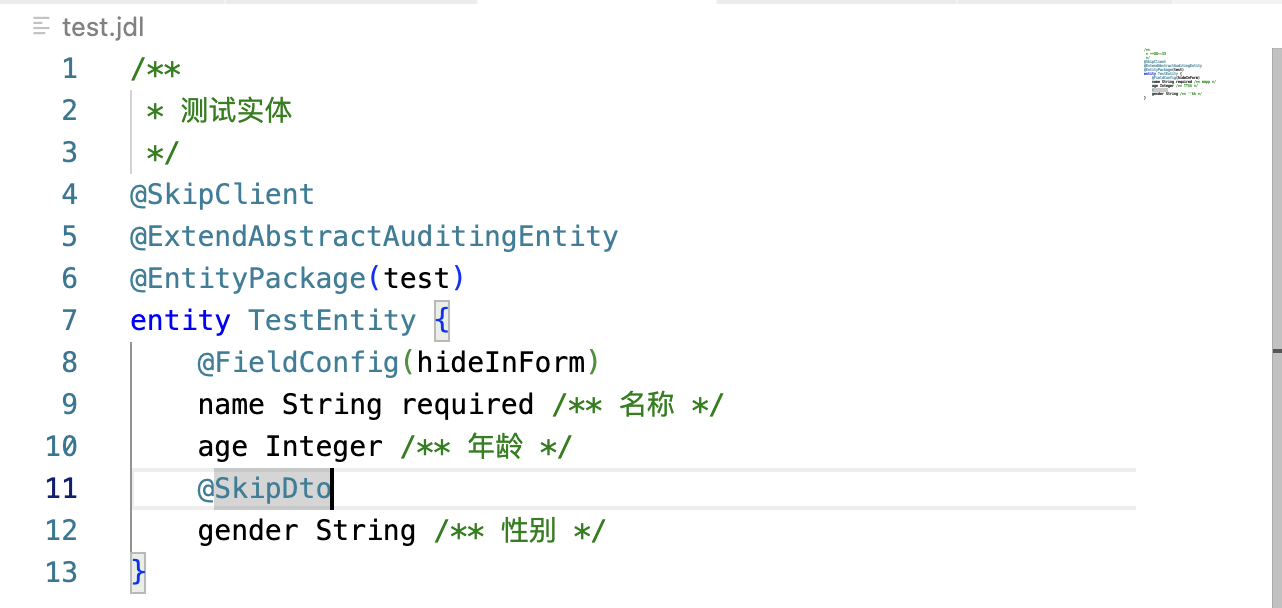 test.jdl
1 /**
2  * 测试实体
3  */
4 @SkipClient
5 @ExtendAbstractAuditingEntity
6 @EntityPackage(test)
7 entity TestEntity {
8     @FieldConfig(hideInForm)
9     name String required /** 名称 */
10     age Integer /** 年龄 */
11     @SkipDto
12     gender String /** 性别 */
13 }